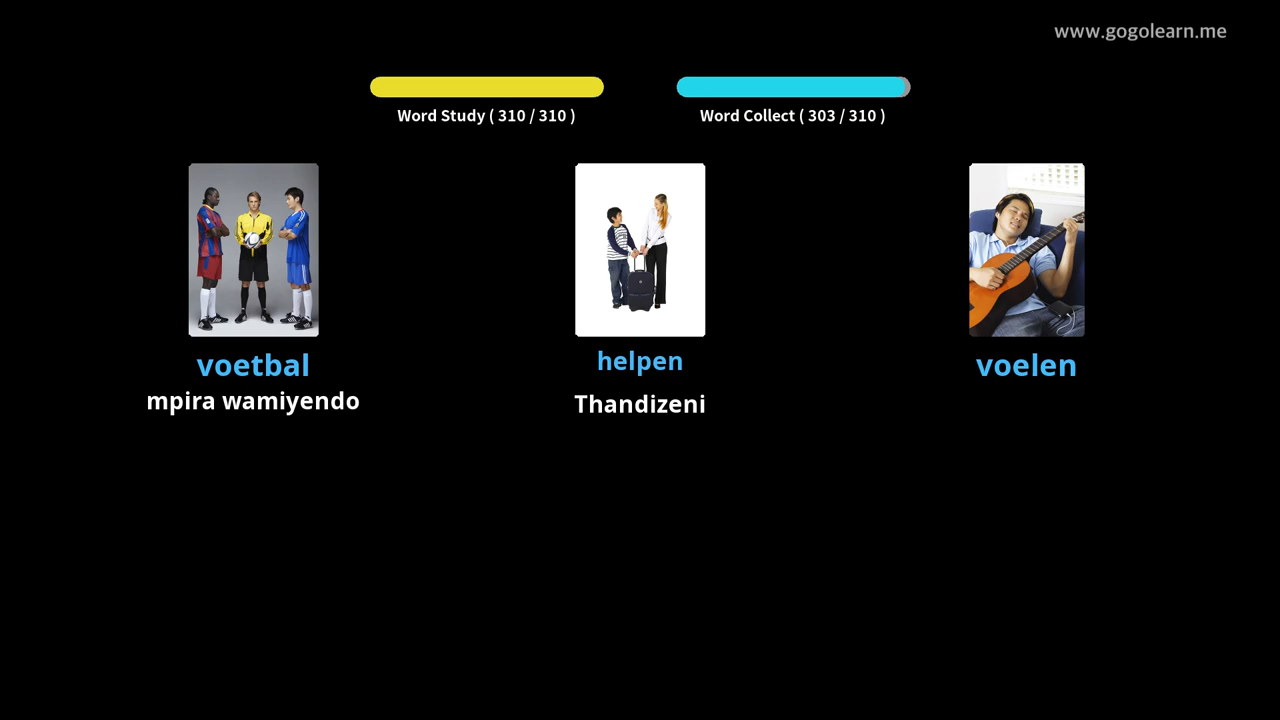 www.gogolearn.me
Word Study ( 310 / 310 )
Word Collect ( 303 / 310 )
voetbal
mpira wamiyendo
helpen
Thandizeni
voelen